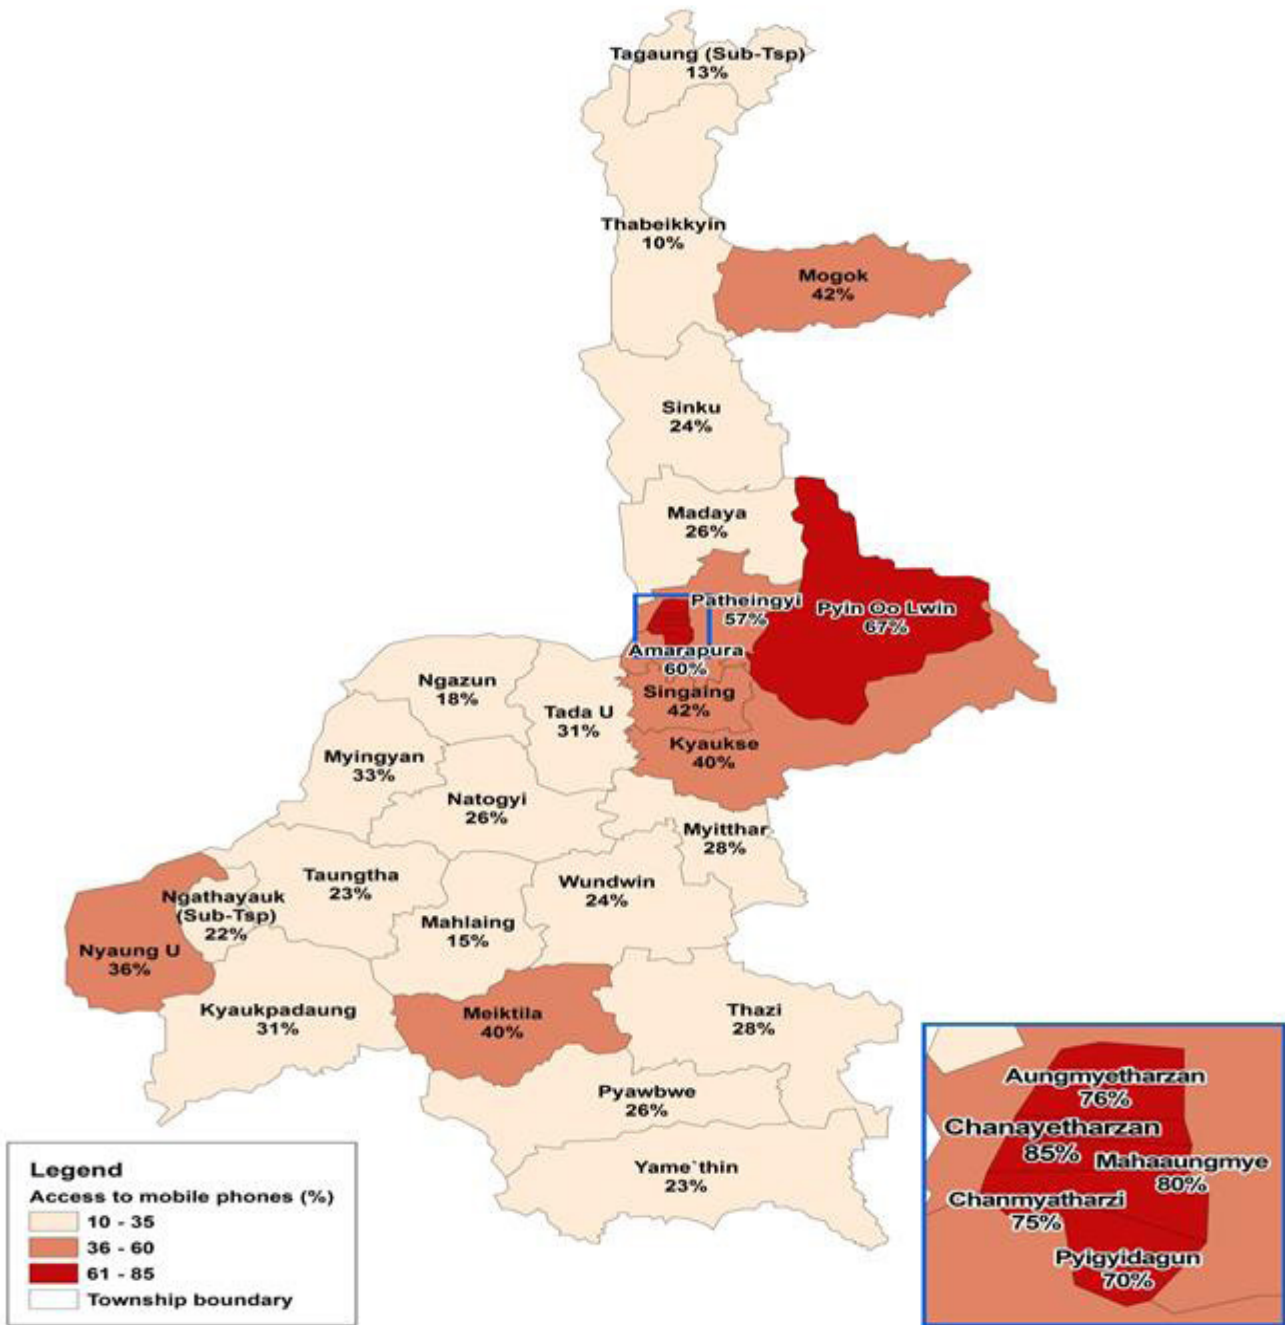 Tagaung (Sub-Tsp)
13%
Thabeikkyin
10%
Mogok
42%
Sinku
24%
Madaya
26%
Patheingyi
57%
Pyin Oo Lwin
67%
Amarapura
60%
Ngazun
18%
Singaing
42%
Tada U
31%
Kyaukse
40%
Myingyan
33%
Natogyi
26%
Myitthar
28%
Taungtha
23%
Wundwin
24%
Ngathayauk
(Sub-Tsp)
22%
Mahlaing
15%
Nyaung U
36%
Kyaukpadaung
31%
Meiktila
40%
Thazi
28%
Pyawbwe
26%
Yame`thin
23%
Aungmyetharzan
76%
Chanayetharzan
85%
Mahaaungmye
80%
Chanmyatharzi
75%
Pyigyidagun
70%
Legend
Access to mobile phones (%)
10 - 35
36 - 60
61 - 85
Township boundary